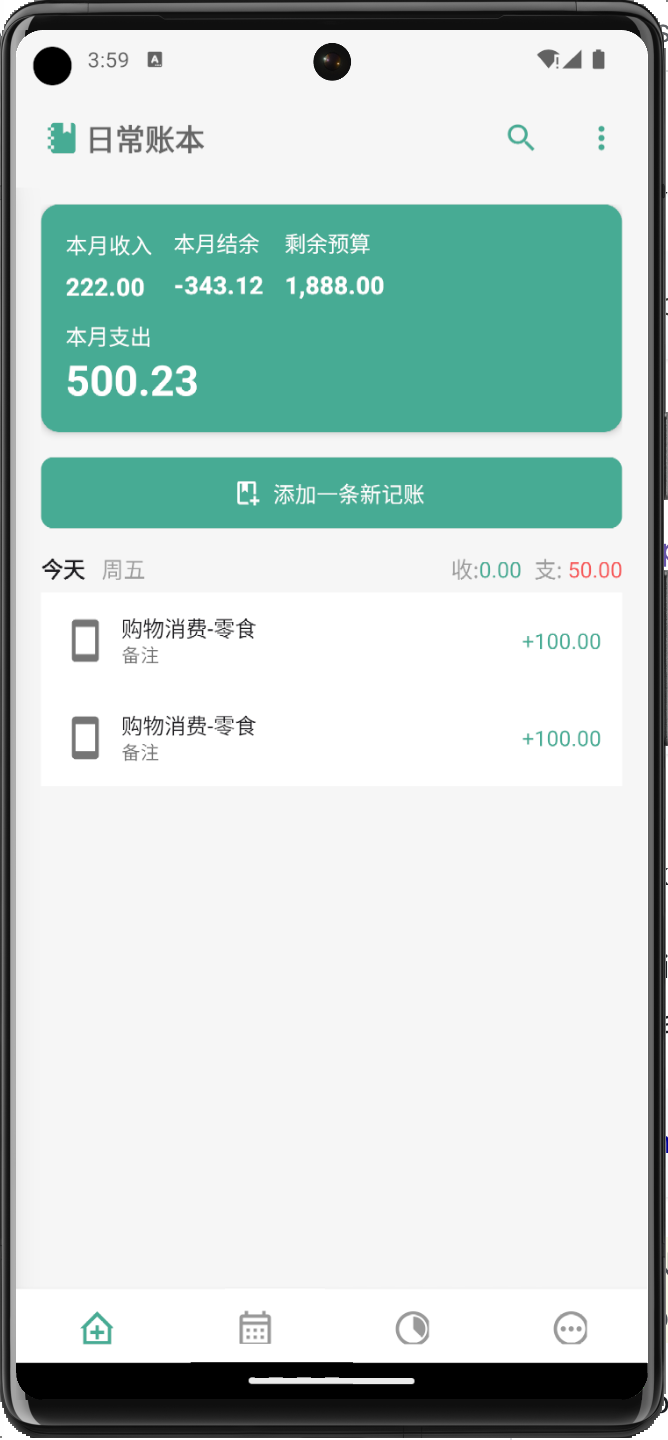 3:59
日常账本
本月收入 本月结余 剩余预算
222.00 -343.12 1,888.00
本月支出
500.23
添加一条新记账
今天 周五 收:0.00 支: 50.00
购物消费-零食
备注
+100.00
购物消费-零食
备注
+100.00